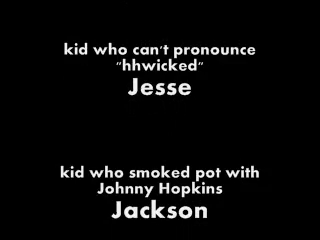 kid who can't pronounce
"hhwicked"
Jesse
kid who smoked pot with
Johnny Hopkins
Jackson